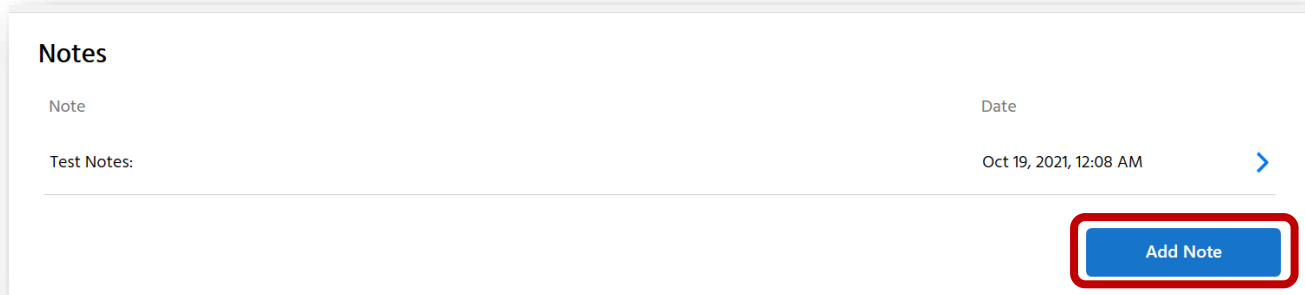 Notes
Note Date
Test Notes: Oct 19, 2021, 12:08 AM
Add Note